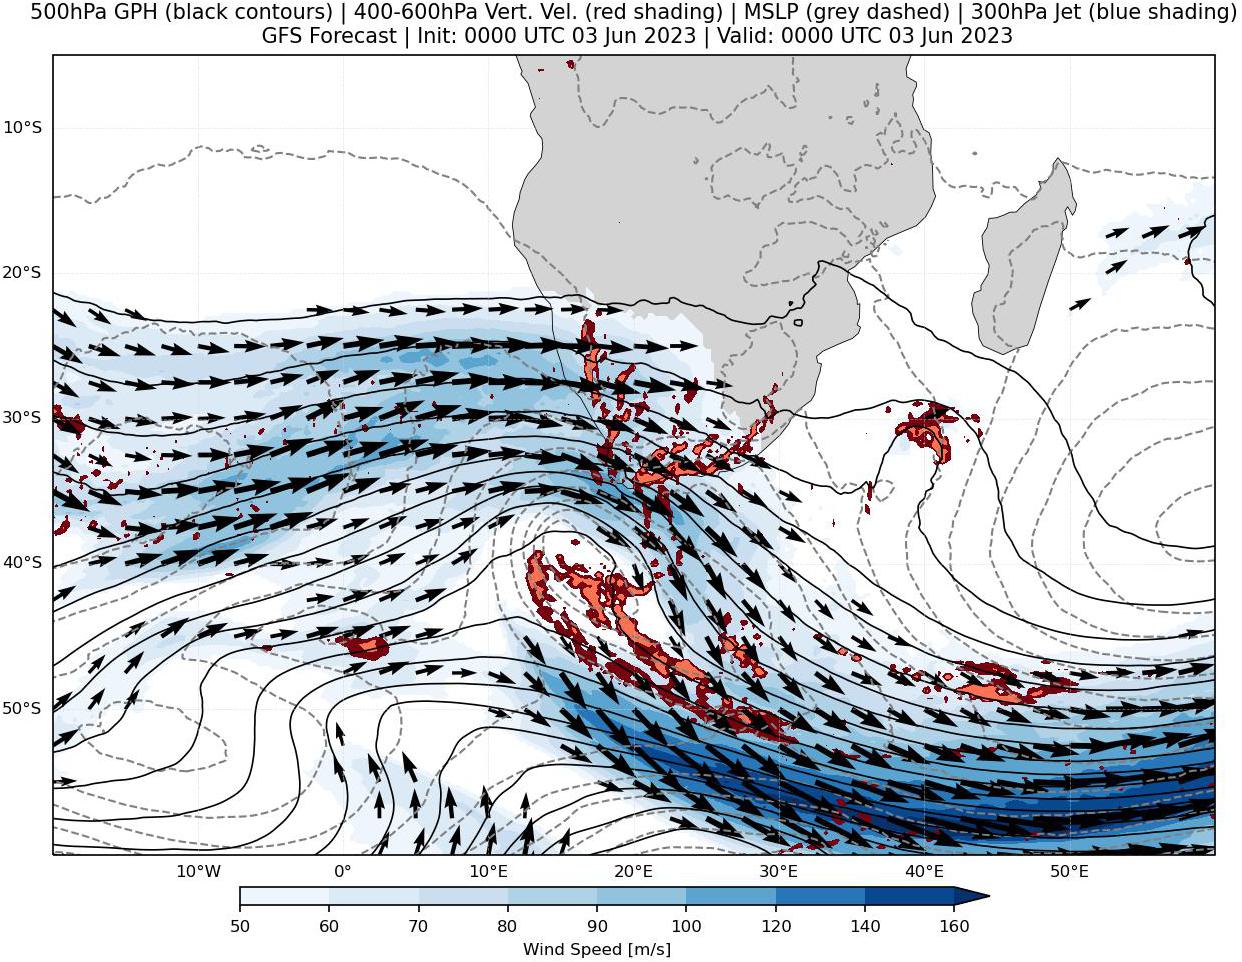 500hPa GPH (black contours) | 400-600hPa Vert. Vel. (red shading) | MSLP (grey dashed) | 300hPa Jet (blue shading)
GFS Forecast | Init: 0000 UTC 03 Jun 2023 | Valid: 0000 UTC 03 Jun 2023
10°S
20°S
30°S
40°S
50°S
10°W 0° 10°E 20°E 30°E 40°E 50°E
50 60 70 80 90 100 120 140 160
Wind Speed [m/s]